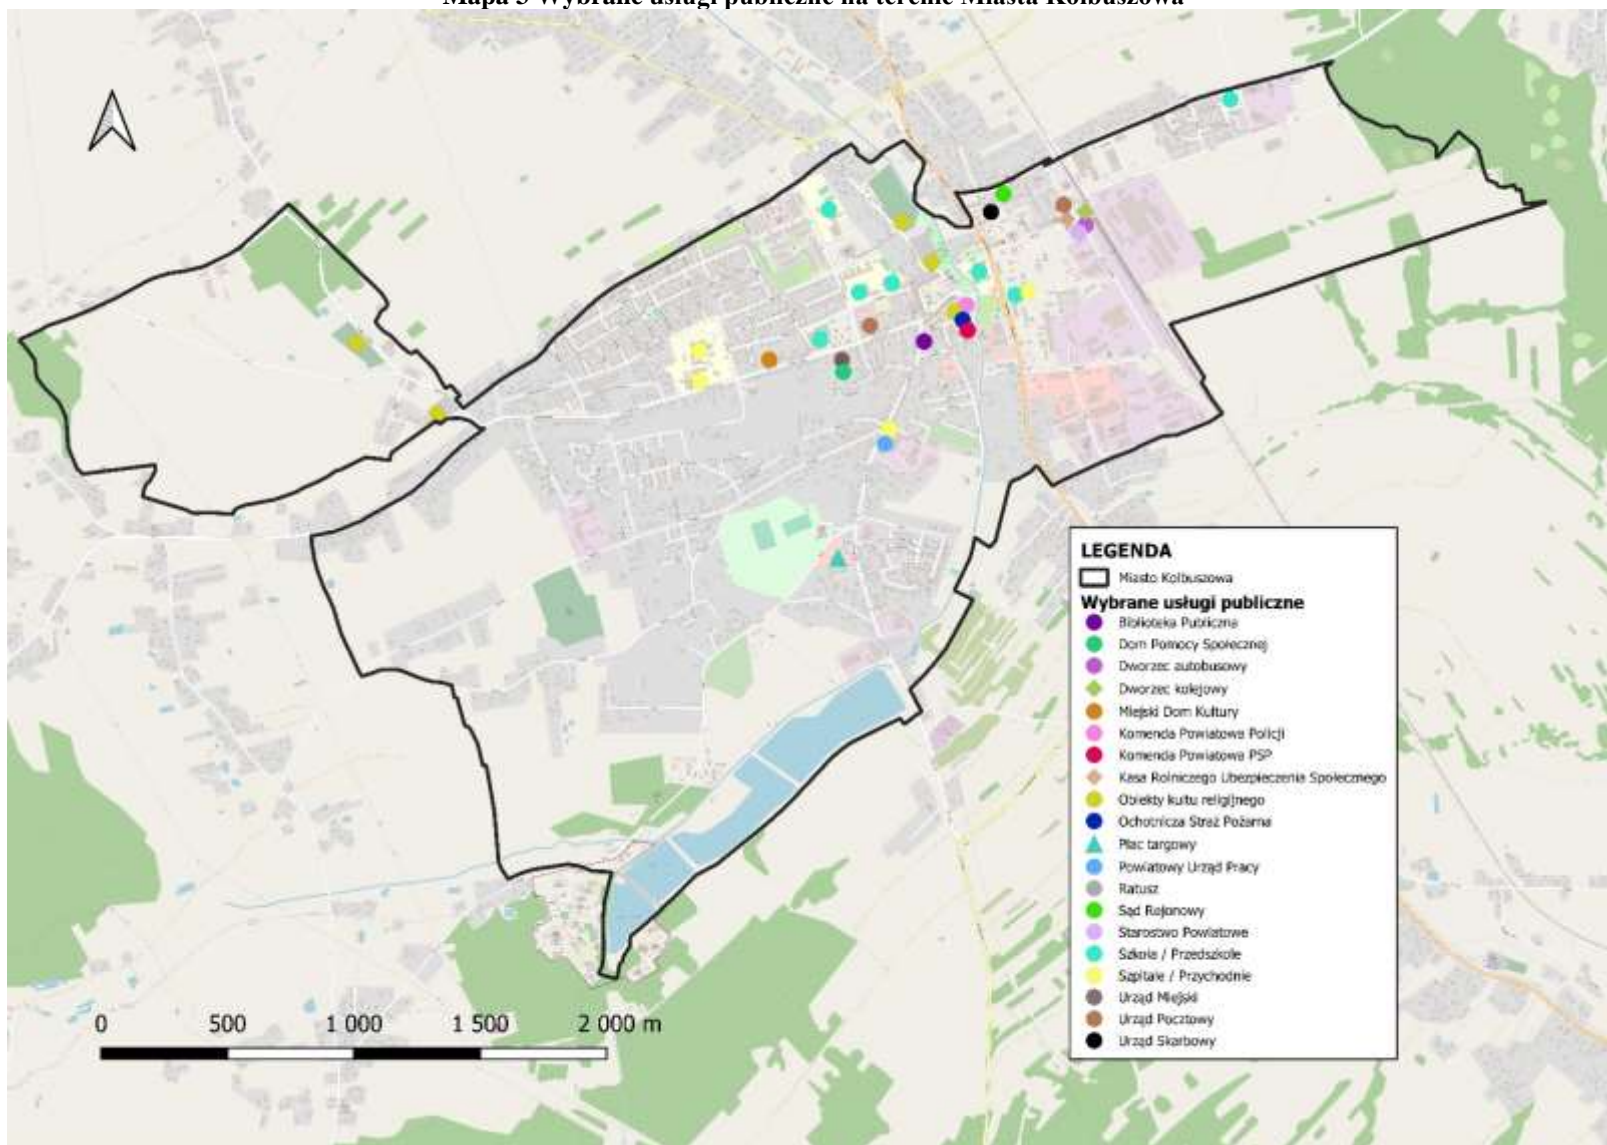 Mapa 3 Wybrane usługi publiczne na terenie Miasta Kolbuszowa
LEGENDA
Miasto Kolbuszowa
Wybrane usługi publiczne
Biblioteka Publiczna
Dom Pomocy Społecznej
Dworzec autobusowy
Dworzec kolejowy
Miejski Dom Kultury
Komenda Powiatowa Policji
Komenda Powiatowa PSP
Kasa Rolniczego Ubezpieczenia Społecznego
Obiekty kultu religijnego
Ochotnicza Straż Pożarna
Plac targowy
Powiatowy Urząd Pracy
Ratusz
Sąd Rejonowy
Starostwo Powiatowe
Szkoła / Przedszkole
Szpitale / Przychodnie
Urząd Miejski
Urząd Pocztowy
Urząd Skarbowy
0 500 1 000 1 500 2 000 m